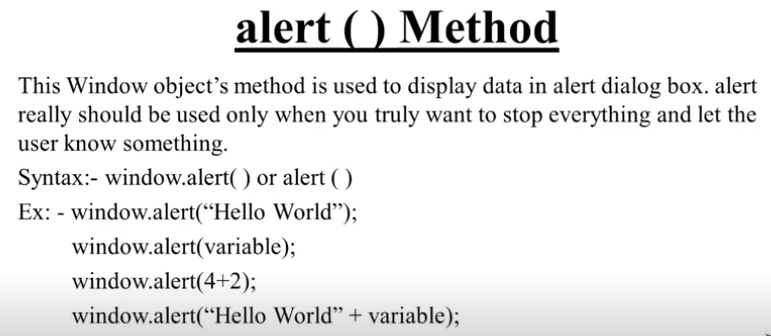 alert ( ) Method
This Window object’s method is used to display data in alert dialog box. alert
really should be used only when you truly want to stop everything and let the
user know something.
Syntax:- window.alert( ) or alert ( )
Ex: - window.alert(“Hello World”);
window.alert(variable);
window.alert(4+2);
window.alert(“Hello World” + variable);